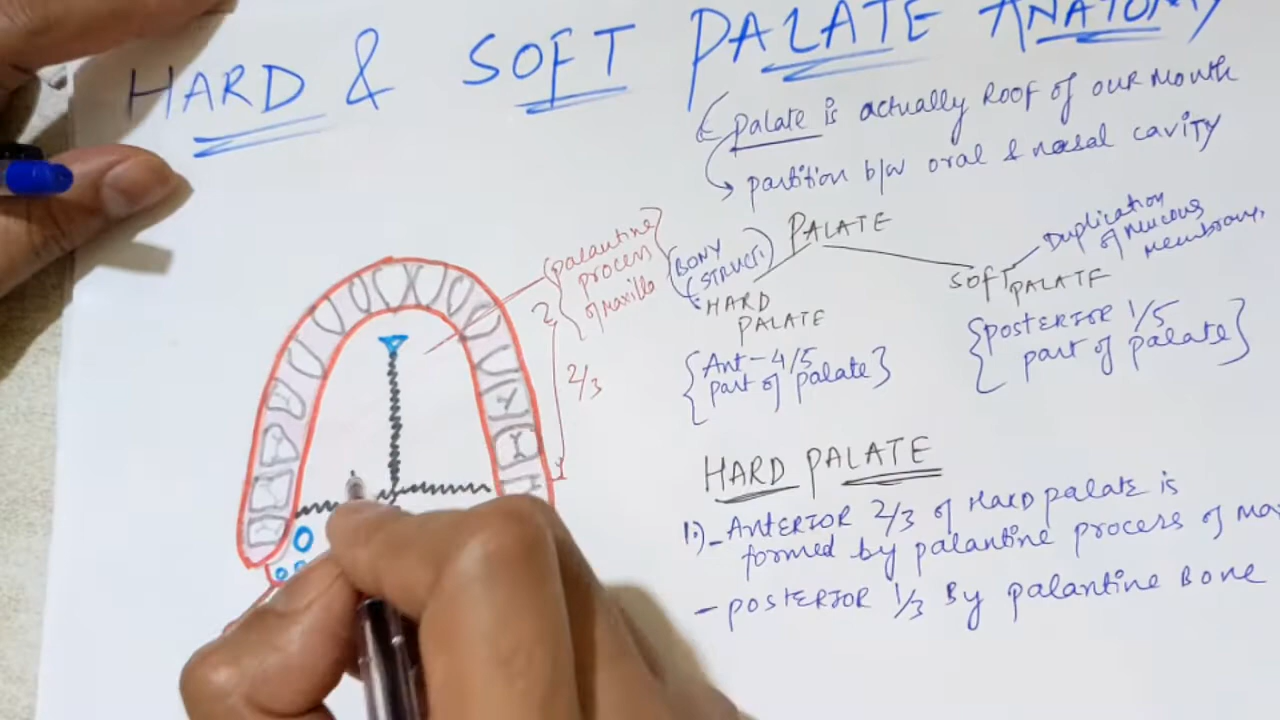 HARD & SOFT PALATE ANATOMY
palate is actually Roof of our mouth
partition b/w oral & nasal cavity
PALATE
Duplication
of mucous
membrane,
palantine
process
of maxilla
2
2/3
BONY
STRUCT.
HARD
PALATE
SOFT
PALATE
Ant - 4/5
part of palate
POSTERIOR 1/5
part of palate
HARD PALATE
1.) - ANTERIOR 2/3 of HARD palate is
formed by palantine process of ma
- POSTERIOR 1/3 By palantine Bone